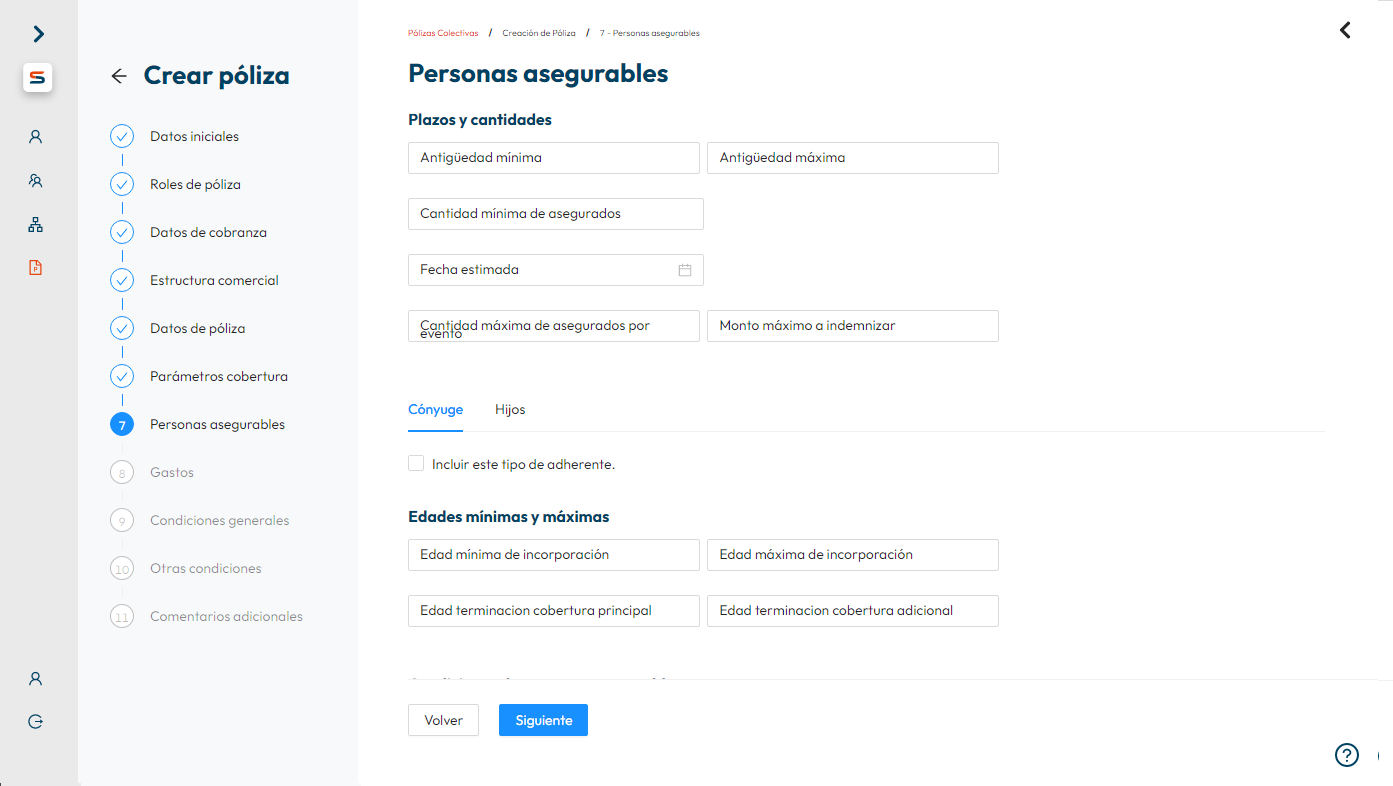 Pólizas Colectivas / Creación de Póliza / 7 - Personas asegurables
Crear póliza
Datos iniciales
Roles de póliza
Datos de cobranza
Estructura comercial
Datos de póliza
Parámetros cobertura
7 Personas asegurables
8 Gastos
9 Condiciones generales
10 Otras condiciones
11 Comentarios adicionales
Personas asegurables
Plazos y cantidades
Antigüedad mínima Antigüedad máxima
Cantidad mínima de asegurados
Fecha estimada
Cantidad máxima de asegurados por
evento
Monto máximo a indemnizar
Cónyuge Hijos
Incluir este tipo de adherente.
Edades mínimas y máximas
Edad mínima de incorporación Edad máxima de incorporación
Edad terminacion cobertura principal Edad terminacion cobertura adicional
Volver Siguiente
?